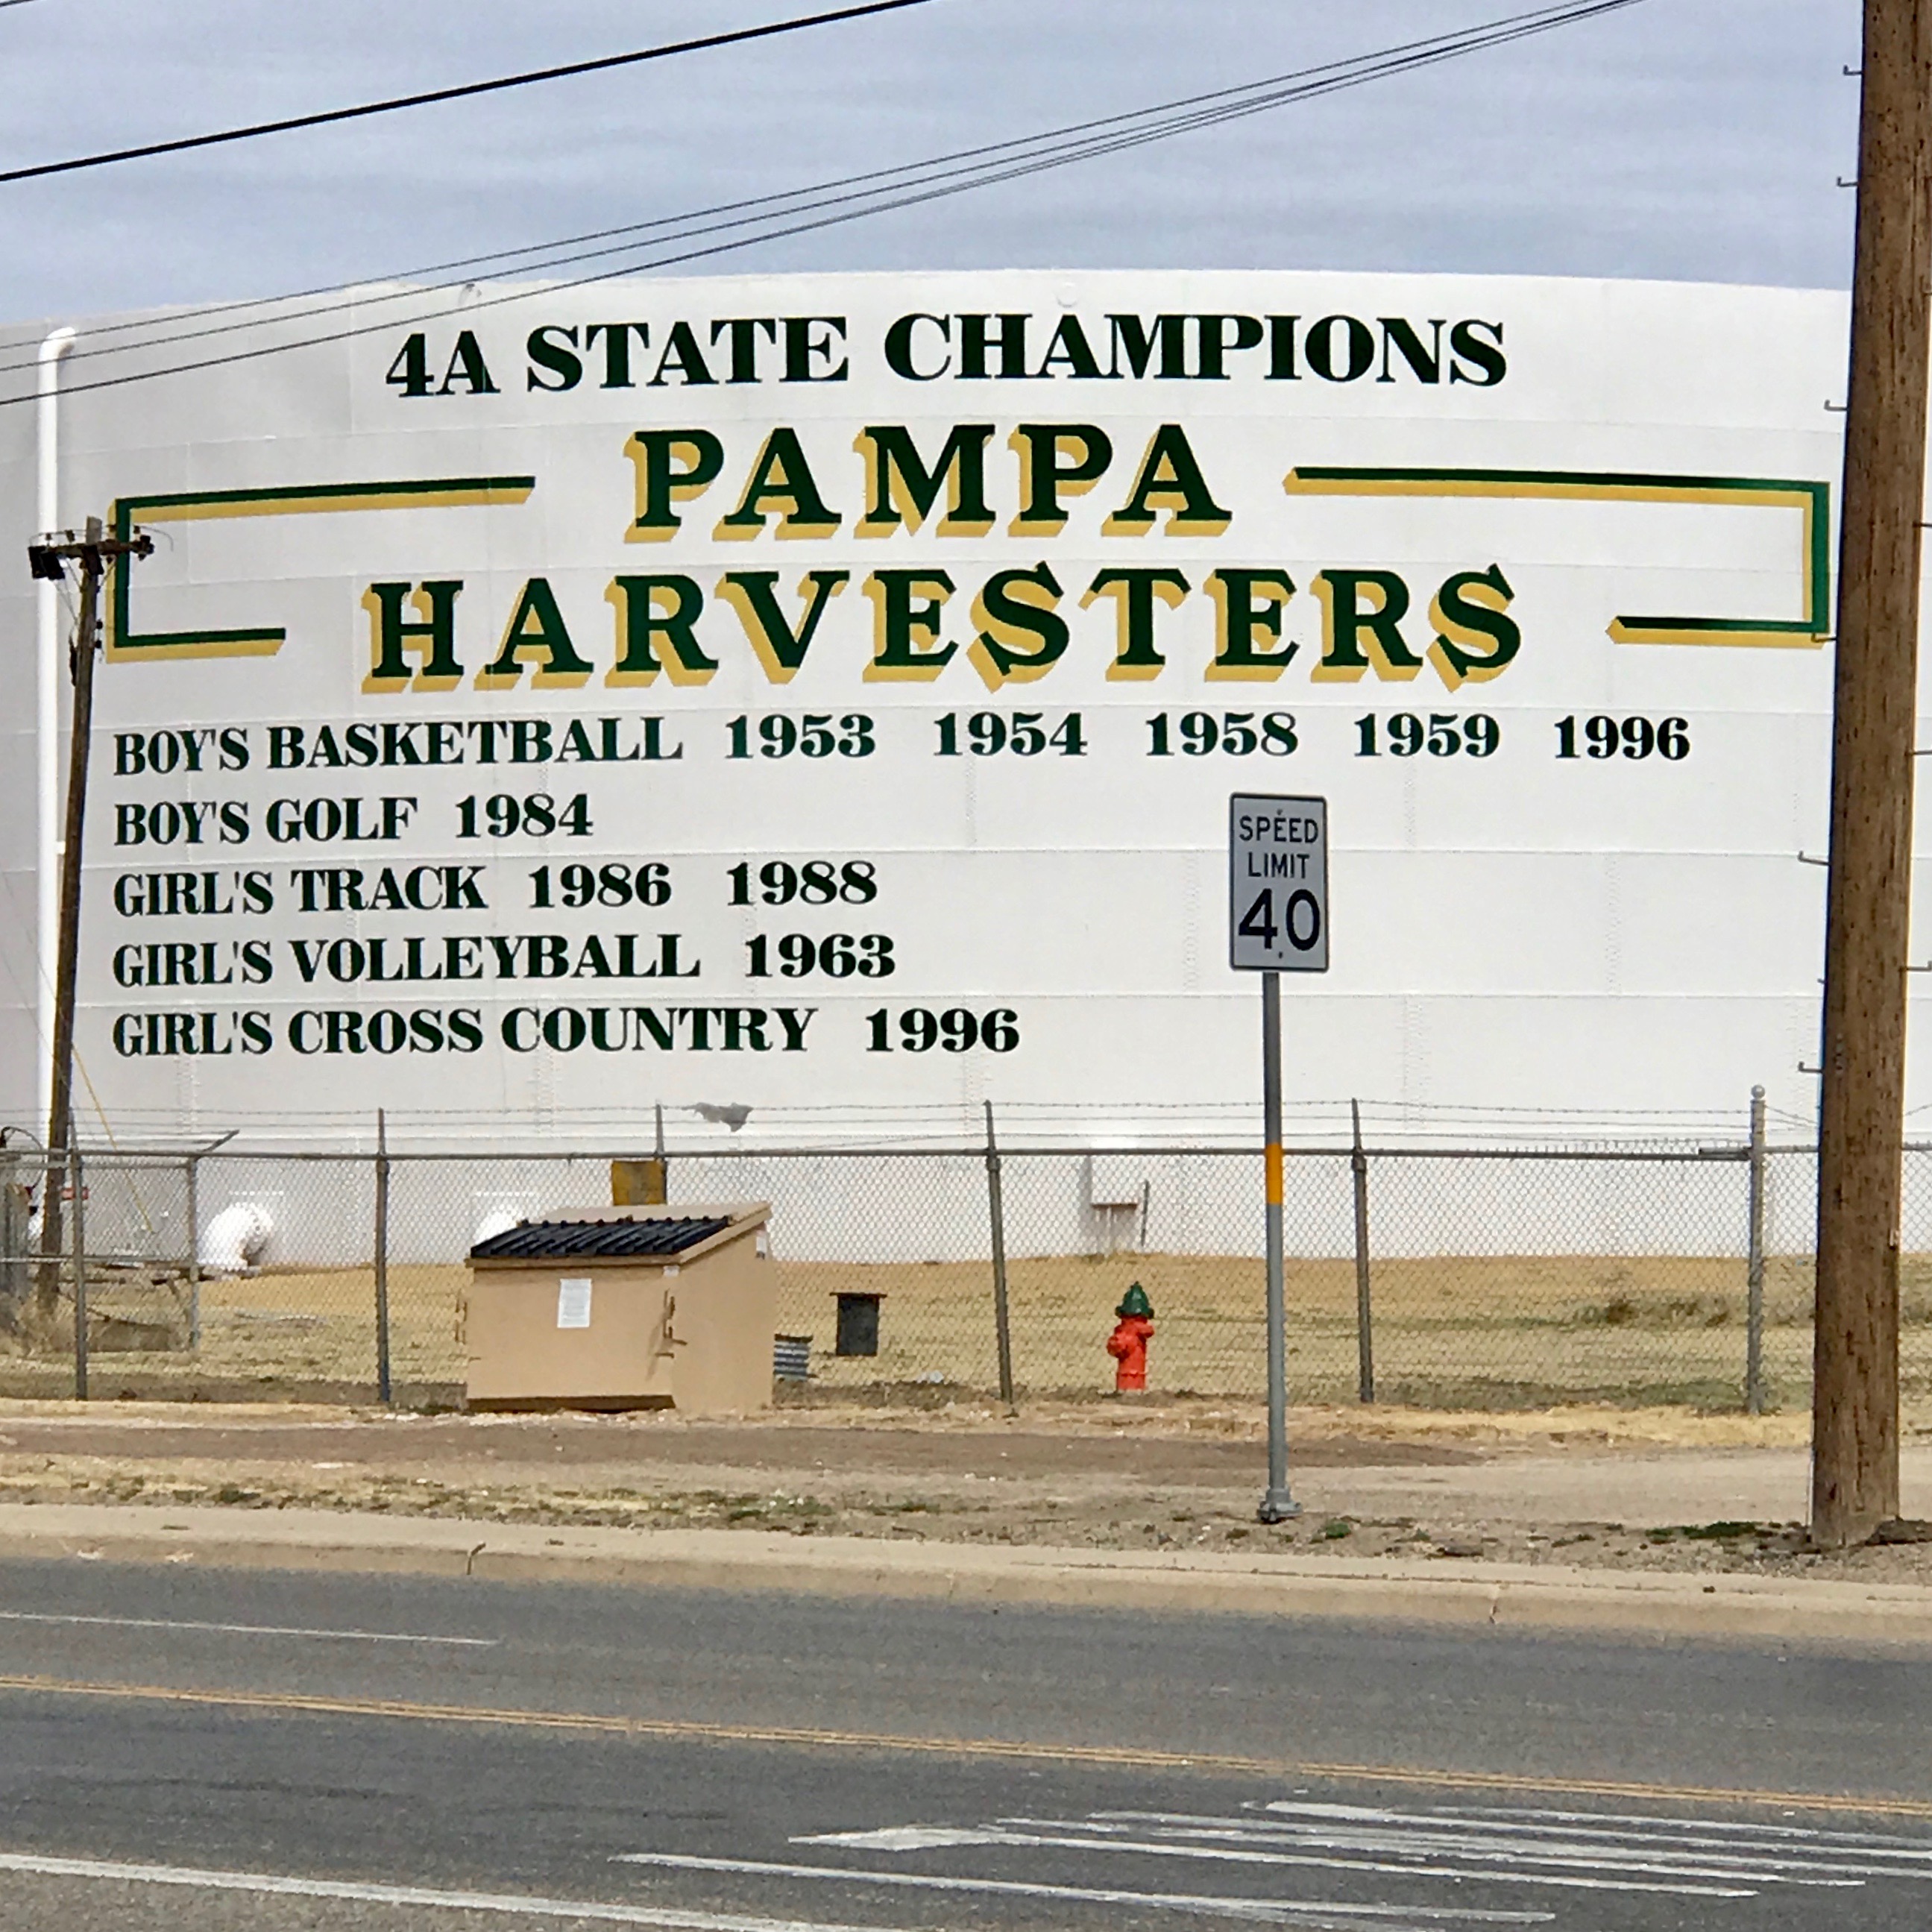 4A STATE CHAMPIONS
PAMPA
HARVESTERS
BOY'S BASKETBALL 1953 1954 1958 1959 1996
BOY'S GOLF 1984
GIRL'S TRACK 1986 1988
GIRL'S VOLLEYBALL 1963
GIRL'S CROSS COUNTRY 1996
SPEED
LIMIT
40